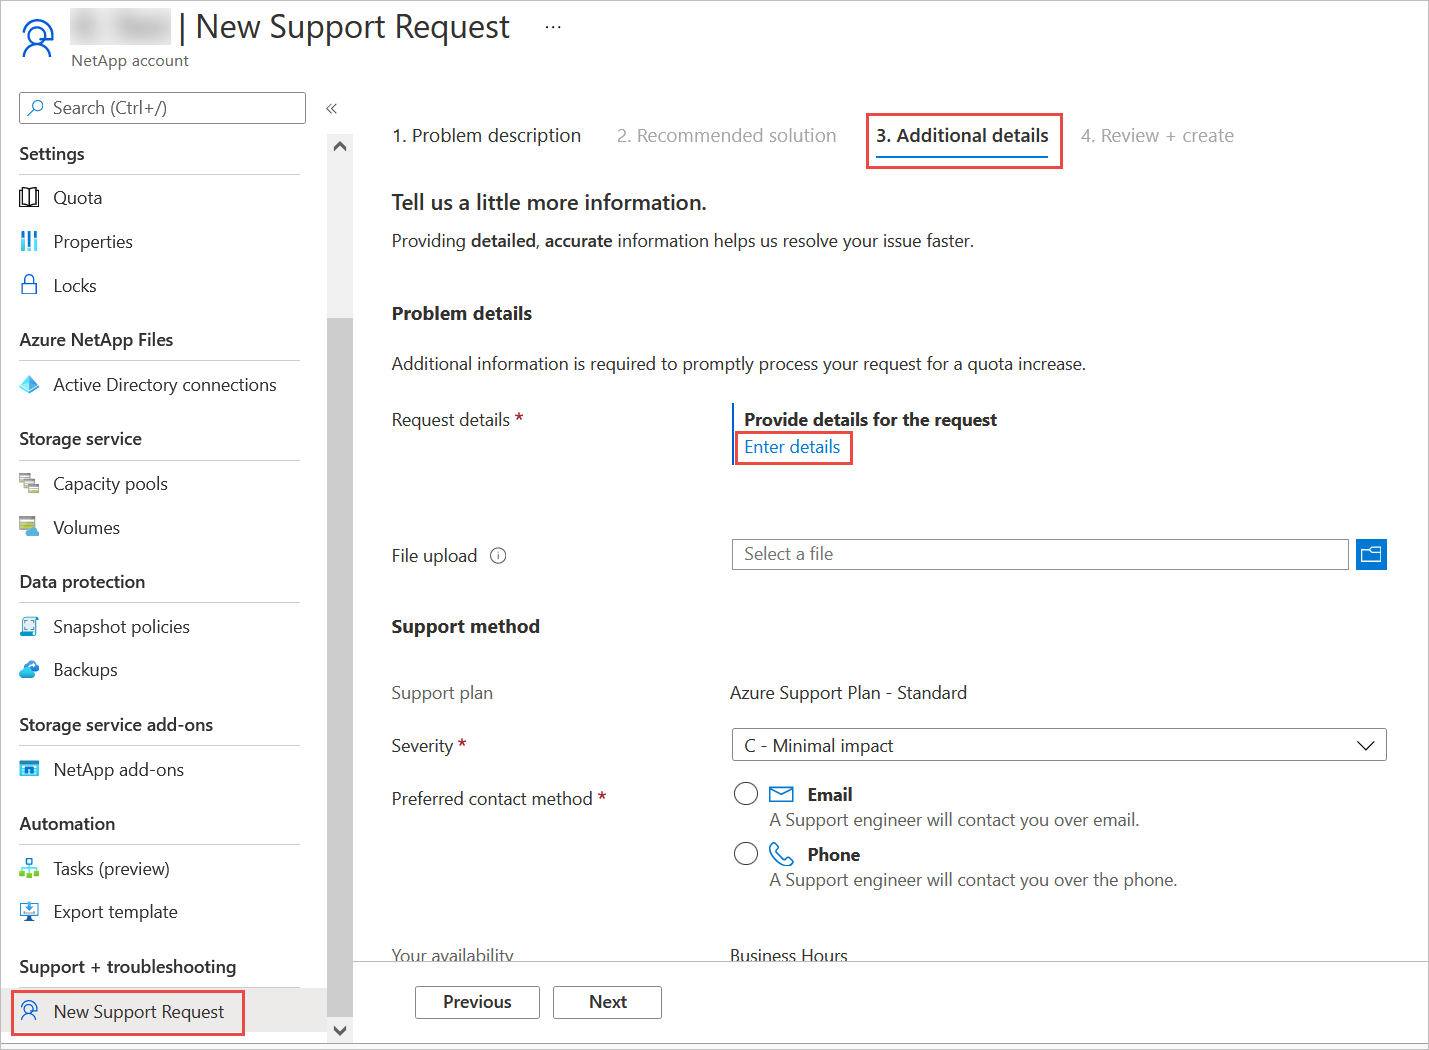 | New Support Request ...
NetApp account
Search (Ctrl+/)
«
Settings
Quota
Properties
Locks
Azure NetApp Files
Active Directory connections
Storage service
Capacity pools
Volumes
Data protection
Snapshot policies
Backups
Storage service add-ons
NetApp add-ons
Automation
Tasks (preview)
Export template
Support + troubleshooting
New Support Request
1. Problem description 2. Recommended solution 3. Additional details 4. Review + create
Tell us a little more information.
Providing detailed, accurate information helps us resolve your issue faster.
Problem details
Additional information is required to promptly process your request for a quota increase.
Request details * Provide details for the request
Enter details
File upload Select a file
Support method
Support plan Azure Support Plan - Standard
Severity * C - Minimal impact
Preferred contact method * Email
A Support engineer will contact you over email.
Phone
A Support engineer will contact you over the phone.
Your availability Business Hours
Previous Next